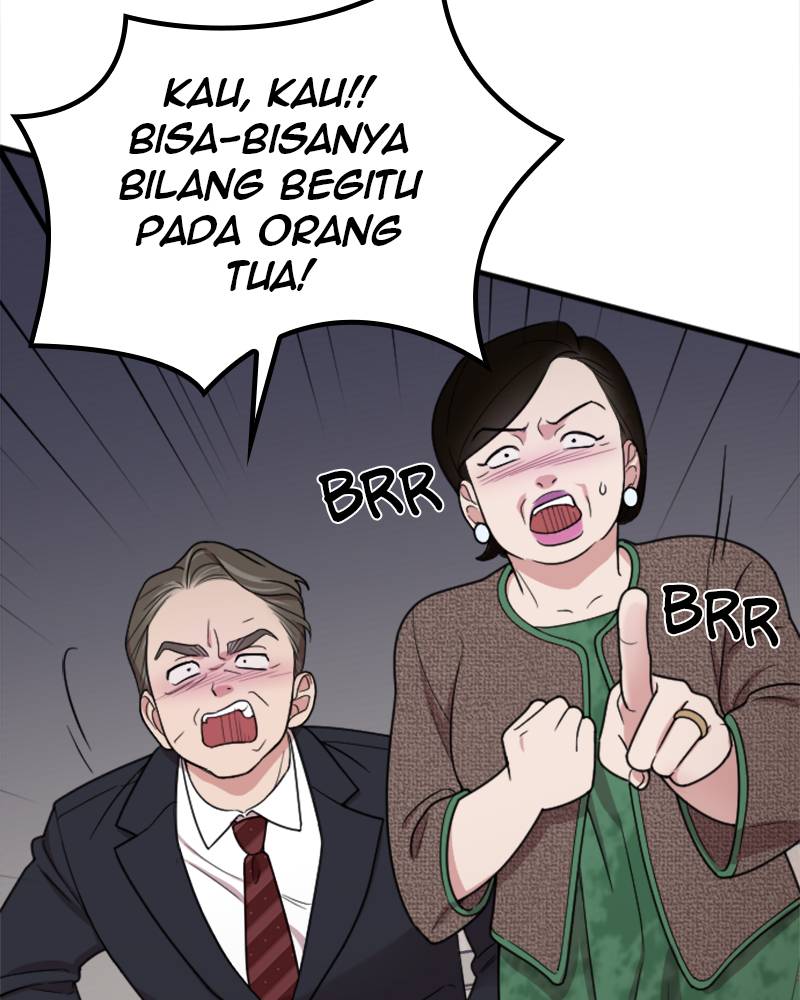 KAU, KAU!!
BISA-BISANYA
BILANG BEGITU
PADA ORANG
TUA!
BRR
BRR